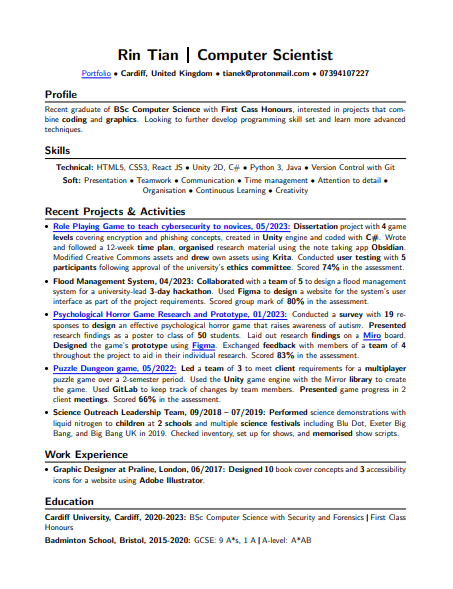 Rin Tian | Computer Scientist
Portfolio • Cardiff, United Kingdom • tianek@protonmail.com • 07394107227
Profile
Recent graduate of BSc Computer Science with First Cass Honours, interested in projects that com-
bine coding and graphics. Looking to further develop programming skill set and learn more advanced
techniques.
Skills
Technical: HTML5, CSS3, React JS • Unity 2D, C# • Python 3, Java • Version Control with Git
Soft: Presentation • Teamwork • Communication • Time management • Attention to detail •
Organisation • Continuous Learning • Creativity
Recent Projects & Activities
• Role Playing Game to teach cybersecurity to novices, 05/2023: Dissertation project with 4 game
levels covering encryption and phishing concepts, created in Unity engine and coded with C#. Wrote
and followed a 12-week time plan, organised research material using the note taking app Obsidian.
Modified Creative Commons assets and drew own assets using Krita. Conducted user testing with 5
participants following approval of the university's ethics committee. Scored 74% in the assessment.
• Flood Management System, 04/2023: Collaborated with a team of 5 to design a flood management
system for a university-lead 3-day hackathon. Used Figma to design a website for the system's user
interface as part of the project requirements. Scored group mark of 80% in the assessment.
• Psychological Horror Game Research and Prototype, 01/2023: Conducted a survey with 19 re-
sponses to design an effective psychological horror game that raises awareness of autism. Presented
research findings as a poster to class of 50 students. Laid out research findings on a Miro board.
Designed the game's prototype using Figma. Exchanged feedback with members of a team of 4
throughout the project to aid in their individual research. Scored 83% in the assessment.
• Puzzle Dungeon game, 05/2022: Led a team of 3 to meet client requirements for a multiplayer
puzzle game over a 2-semester period. Used the Unity game engine with the Mirror library to create
the game. Used GitLab to keep track of changes by team members. Presented game progress in 2
client meetings. Scored 66% in the assessment.
• Science Outreach Leadership Team, 09/2018 – 07/2019: Performed science demonstrations with
liquid nitrogen to children at 2 schools and multiple science festivals including Blu Dot, Exeter Big
Bang, and Big Bang UK in 2019. Checked inventory, set up for shows, and memorised show scripts.
Work Experience
• Graphic Designer at Praline, London, 06/2017: Designed 10 book cover concepts and 3 accessibility
icons for a website using Adobe Illustrator.
Education
Cardiff University, Cardiff, 2020-2023: BSc Computer Science with Security and Forensics | First Class
Honours
Badminton School, Bristol, 2015-2020: GCSE: 9 A*s, 1 A | A-level: A*AB